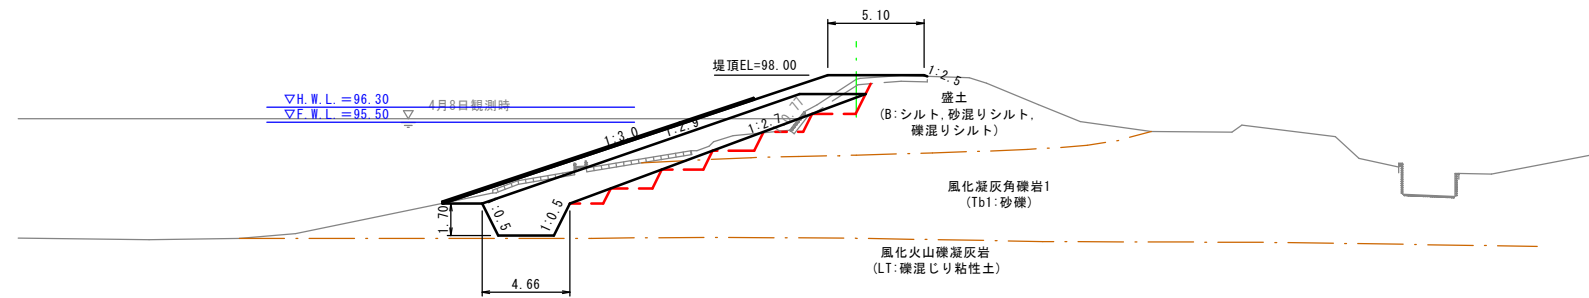 5.10
堤頂EL=98.00
1:2.5
▽H.W.L.=96.30
4月8日観測時
▽F.W.L.=95.50
盛土
(B:シルト,砂混りシルト,
礫混りシルト)
1:3.0
1:2.9
1:2.7
0.77
風化凝灰角礫岩1
(Tb1:砂礫)
1.70
:0.5
1:0.5
風化火山礫凝灰岩
(LT:礫混じり粘性土)
4.66